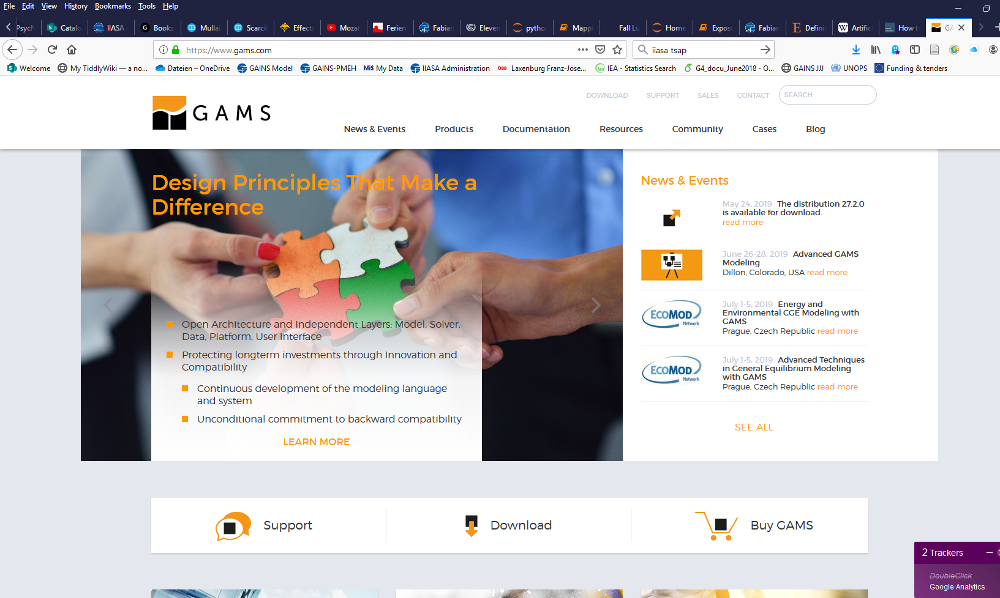 File Edit View History Bookmarks Tools Help
Catalo IIASA Bookz Mullai Scarcit Effects Mozar Ferien Fabian Eleven pytho Mappi Fall Lü Home Expos Fabian Defini Artific How t GA
https://www.gams.com
iiasa tsap
Welcome My TiddlyWiki — a no... Dateien – OneDrive GAINS Model GAINS-PMEH MiS My Data IIASA Administration ÖBB Laxenburg Franz-Jose... iea IEA - Statistics Search G4_docu_June2018 - O... GAINS JJJ UNOPS Funding & tenders
DOWNLOAD SUPPORT SALES CONTACT SEARCH
GAMS
News & Events Products Documentation Resources Community Cases Blog
Design Principles That Make a
Difference
Open Architecture and Independent Layers: Model, Solver,
Data, Platform, User Interface
Protecting longterm investments through Innovation and
Compatibility
Continuous development of the modeling language
and system
Unconditional commitment to backward compatibility
LEARN MORE
News & Events
May 24, 2019 The distribution 27.2.0
is available for download.
read more
June 26-28, 2019 Advanced GAMS
Modeling
Dillon, Colorado, USA read more
ECOMOD
Network
July 1-5, 2019 Energy and
Environmental CGE Modeling with
GAMS
Prague, Czech Republic read more
ECOMOD
Network
July 1-5, 2019 Advanced Techniques
in General Equilibrium Modeling
with GAMS
Prague, Czech Republic read more
SEE ALL
Support Download Buy GAMS
2 Trackers
DoubleClick
Google Analytics